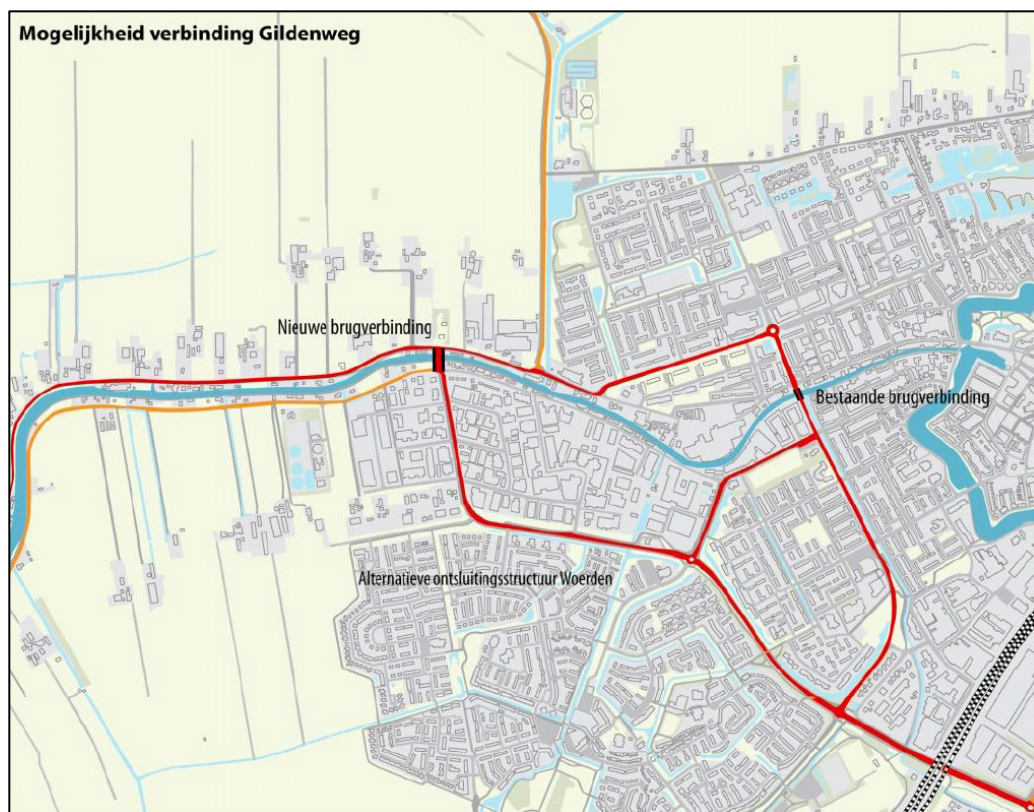 Mogelijkheid verbinding Gildenweg
Nieuwe brugverbinding
Bestaande brugverbinding
Alternatieve ontsluitingsstructuur Woerden